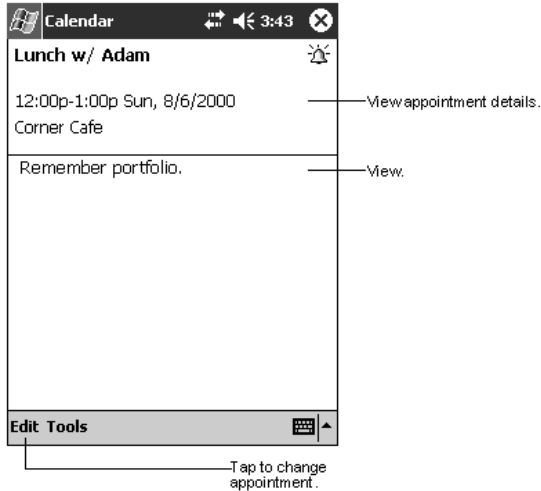 Calendar 3:43
Lunch w/ Adam
12:00p-1:00p Sun, 8/6/2000
View appointment details.
Corner Cafe
Remember portfolio.
View.
Edit Tools
Tap to change
appointment.